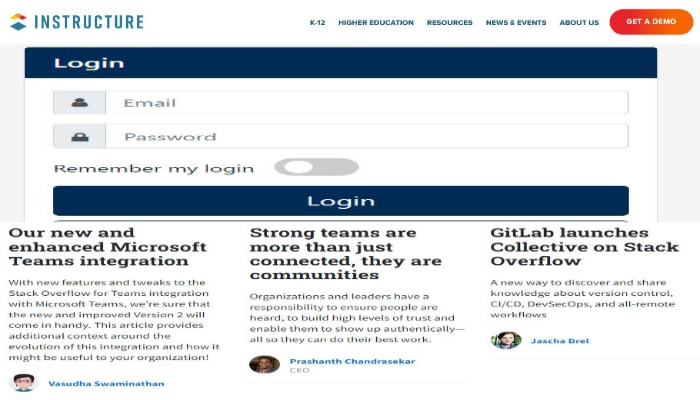 INSTRUCTURE
K-12 HIGHER EDUCATION RESOURCES NEWS & EVENTS ABOUT US GET A DEMO
Login
Email
Password
Remember my login
Login
Our new and
enhanced Microsoft
Teams integration
With new features and tweaks to the
Stack Overflow for Teams integration
with Microsoft Teams, we're sure that
the new and improved Version 2 will
come in handy. This article provides
additional context around the
evolution of this integration and how it
might be useful to your organization!
Vasudha Swaminathan
Strong teams are
more than just
connected, they are
communities
Organizations and leaders have a
responsibility to ensure people are
heard, to build high levels of trust and
enable them to show up authentically—
all so they can do their best work.
Prashanth Chandrasekar
CEO
GitLab launches
Collective on Stack
Overflow
A new way to discover and share
knowledge about version control,
CI/CD, DevSecOps, and all-remote
workflows
Jascha Drel